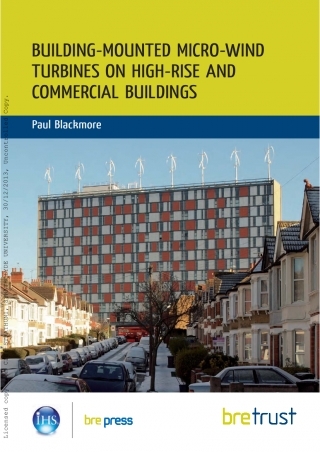 BUILDING-MOUNTED MICRO-WIND
TURBINES ON HIGH-RISE AND
COMMERCIAL BUILDINGS
Paul Blackmore
IHS
bre press
bretrust